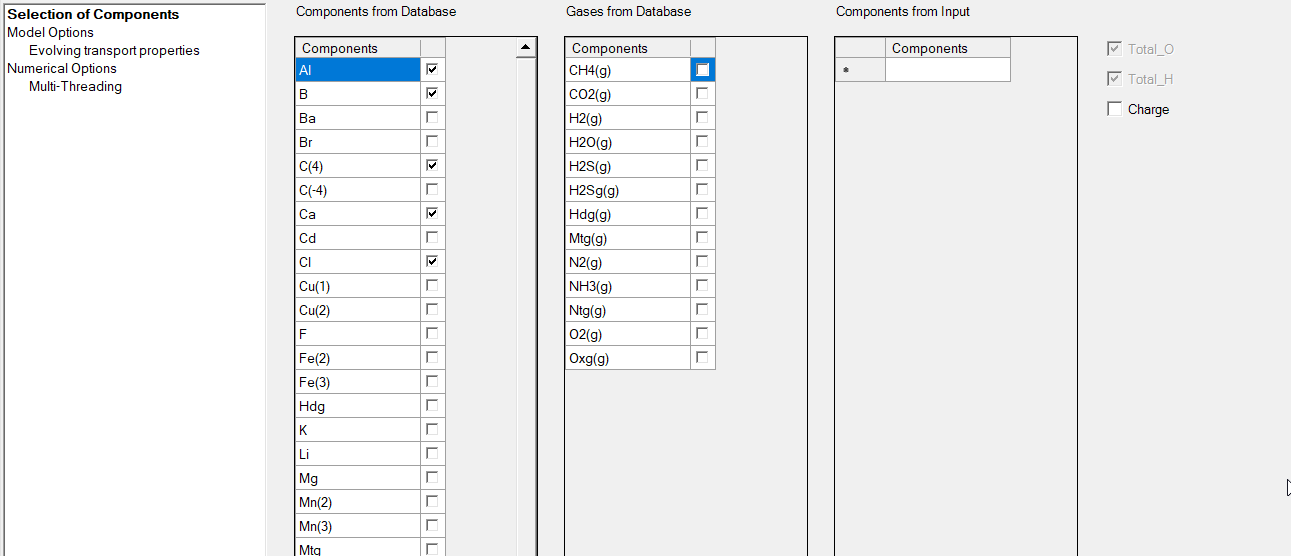 Selection of Components
Model Options
Evolving transport properties
Numerical Options
Multi-Threading
Components from Database
Components
Al
B
Ba
Br
C(4)
C(-4)
Ca
Cd
Cl
Cu(1)
Cu(2)
F
Fe(2)
Fe(3)
Hdg
K
Li
Mg
Mn(2)
Mn(3)
Mtg
Gases from Database
Components
CH4(g)
CO2(g)
H2(g)
H2O(g)
H2S(g)
H2Sg(g)
Hdg(g)
Mtg(g)
N2(g)
NH3(g)
Ntg(g)
O2(g)
Oxg(g)
Components from Input
Components
*
Total_O
Total_H
Charge